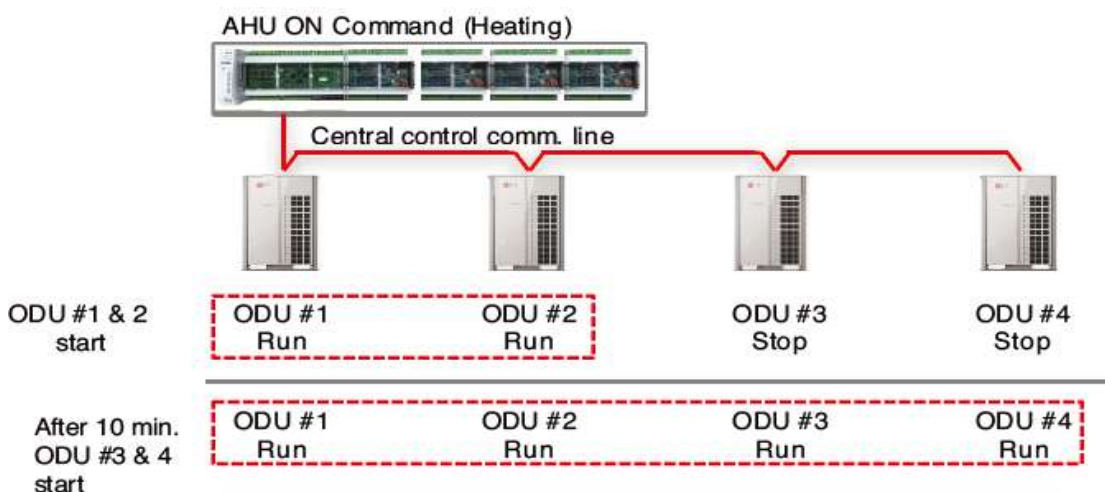 AHU ON Command (Heating)
Central control comm. line
ODU #1 & 2
start
ODU #1
Run
ODU #2
Run
ODU #3
Stop
ODU #4
Stop
After 10 min.
ODU #3 & 4
start
ODU #1
Run
ODU #2
Run
ODU #3
Run
ODU #4
Run